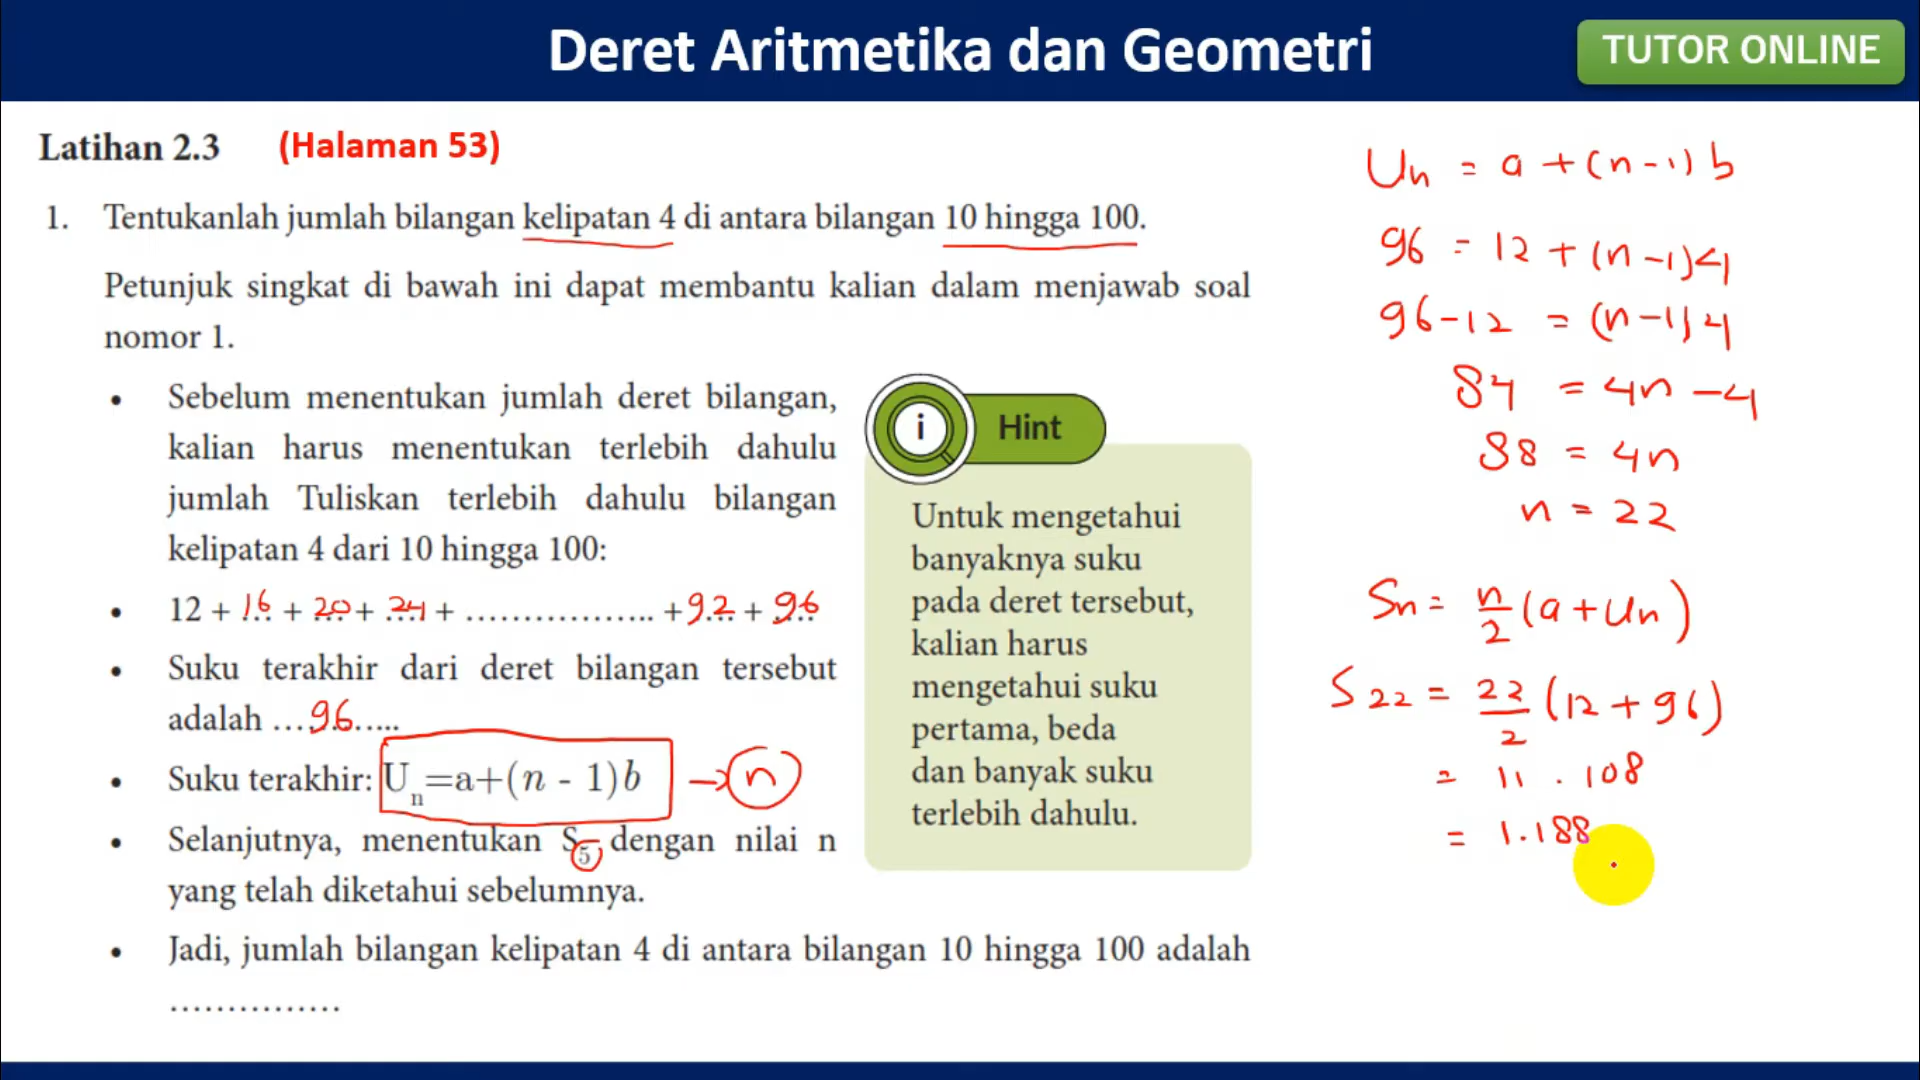 Deret Aritmetika dan Geometri
TUTOR ONLINE
Latihan 2.3 (Halaman 53)
1. Tentukanlah jumlah bilangan kelipatan 4 di antara bilangan 10 hingga 100.
Petunjuk singkat di bawah ini dapat membantu kalian dalam menjawab soal
nomor 1.
• Sebelum menentukan jumlah deret bilangan,
kalian harus menentukan terlebih dahulu
jumlah Tuliskan terlebih dahulu bilangan
kelipatan 4 dari 10 hingga 100:
• 12 + 16 + 20 + 24 + .................. + 92 + 96
• Suku terakhir dari deret bilangan tersebut
adalah ...96.....
• Suku terakhir: Uₙ=a+(n - 1)b → n
• Selanjutnya, menentukan S₅ dengan nilai n
yang telah diketahui sebelumnya.
• Jadi, jumlah bilangan kelipatan 4 di antara bilangan 10 hingga 100 adalah
...............
i Hint
Untuk mengetahui
banyaknya suku
pada deret tersebut,
kalian harus
mengetahui suku
pertama, beda
dan banyak suku
terlebih dahulu.
Un = a + (n-1) b
96 = 12 + (n-1)4
96-12 = (n-1)4
84 = 4n - 4
88 = 4n
n = 22
Sn = n/2 (a + Un)
S22 = 22/2 (12 + 96)
= 11 . 108
= 1.188